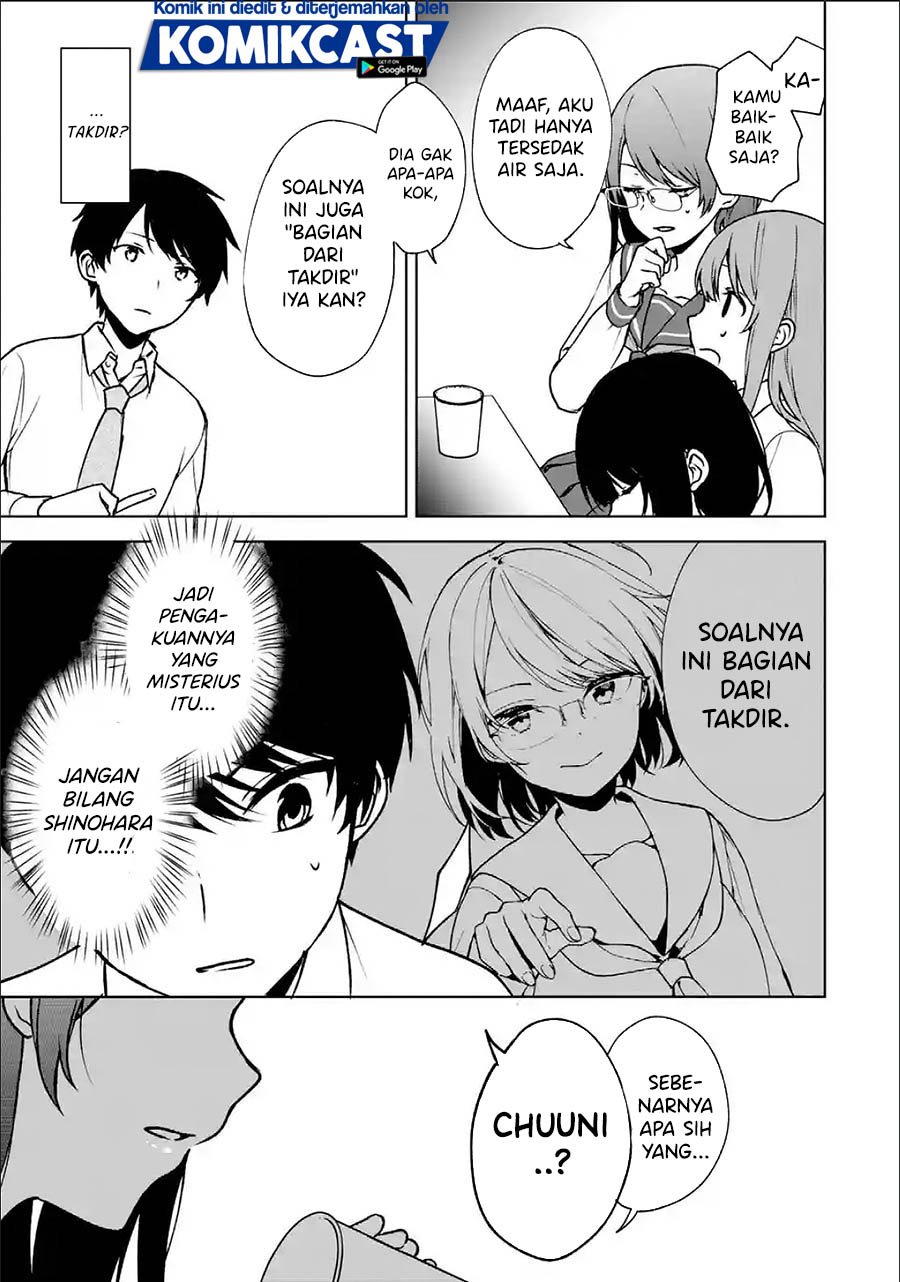 Komik ini diedit & diterjemahkan oleh
KOMIKCAST
GET IT ON
Google Play
KA-
KAMU
BAIK-
BAIK
SAJA?
MAAF, AKU
TADI HANYA
TERSEDAK
AIR SAJA.
DIA GAK
APA-APA
KOK,
SOALNYA
INI JUGA
"BAGIAN
DARI
TAKDIR"
IYA KAN?
...
TAKDIR?
SOALNYA
INI BAGIAN
DARI
TAKDIR.
JADI
PENGA-
KUANNYA
YANG
MISTERIUS
ITU...
JANGAN
BILANG
SHINOHARA
ITU...!!
SEBE-
NARNYA
APA SIH
YANG...
CHUUNI
..?